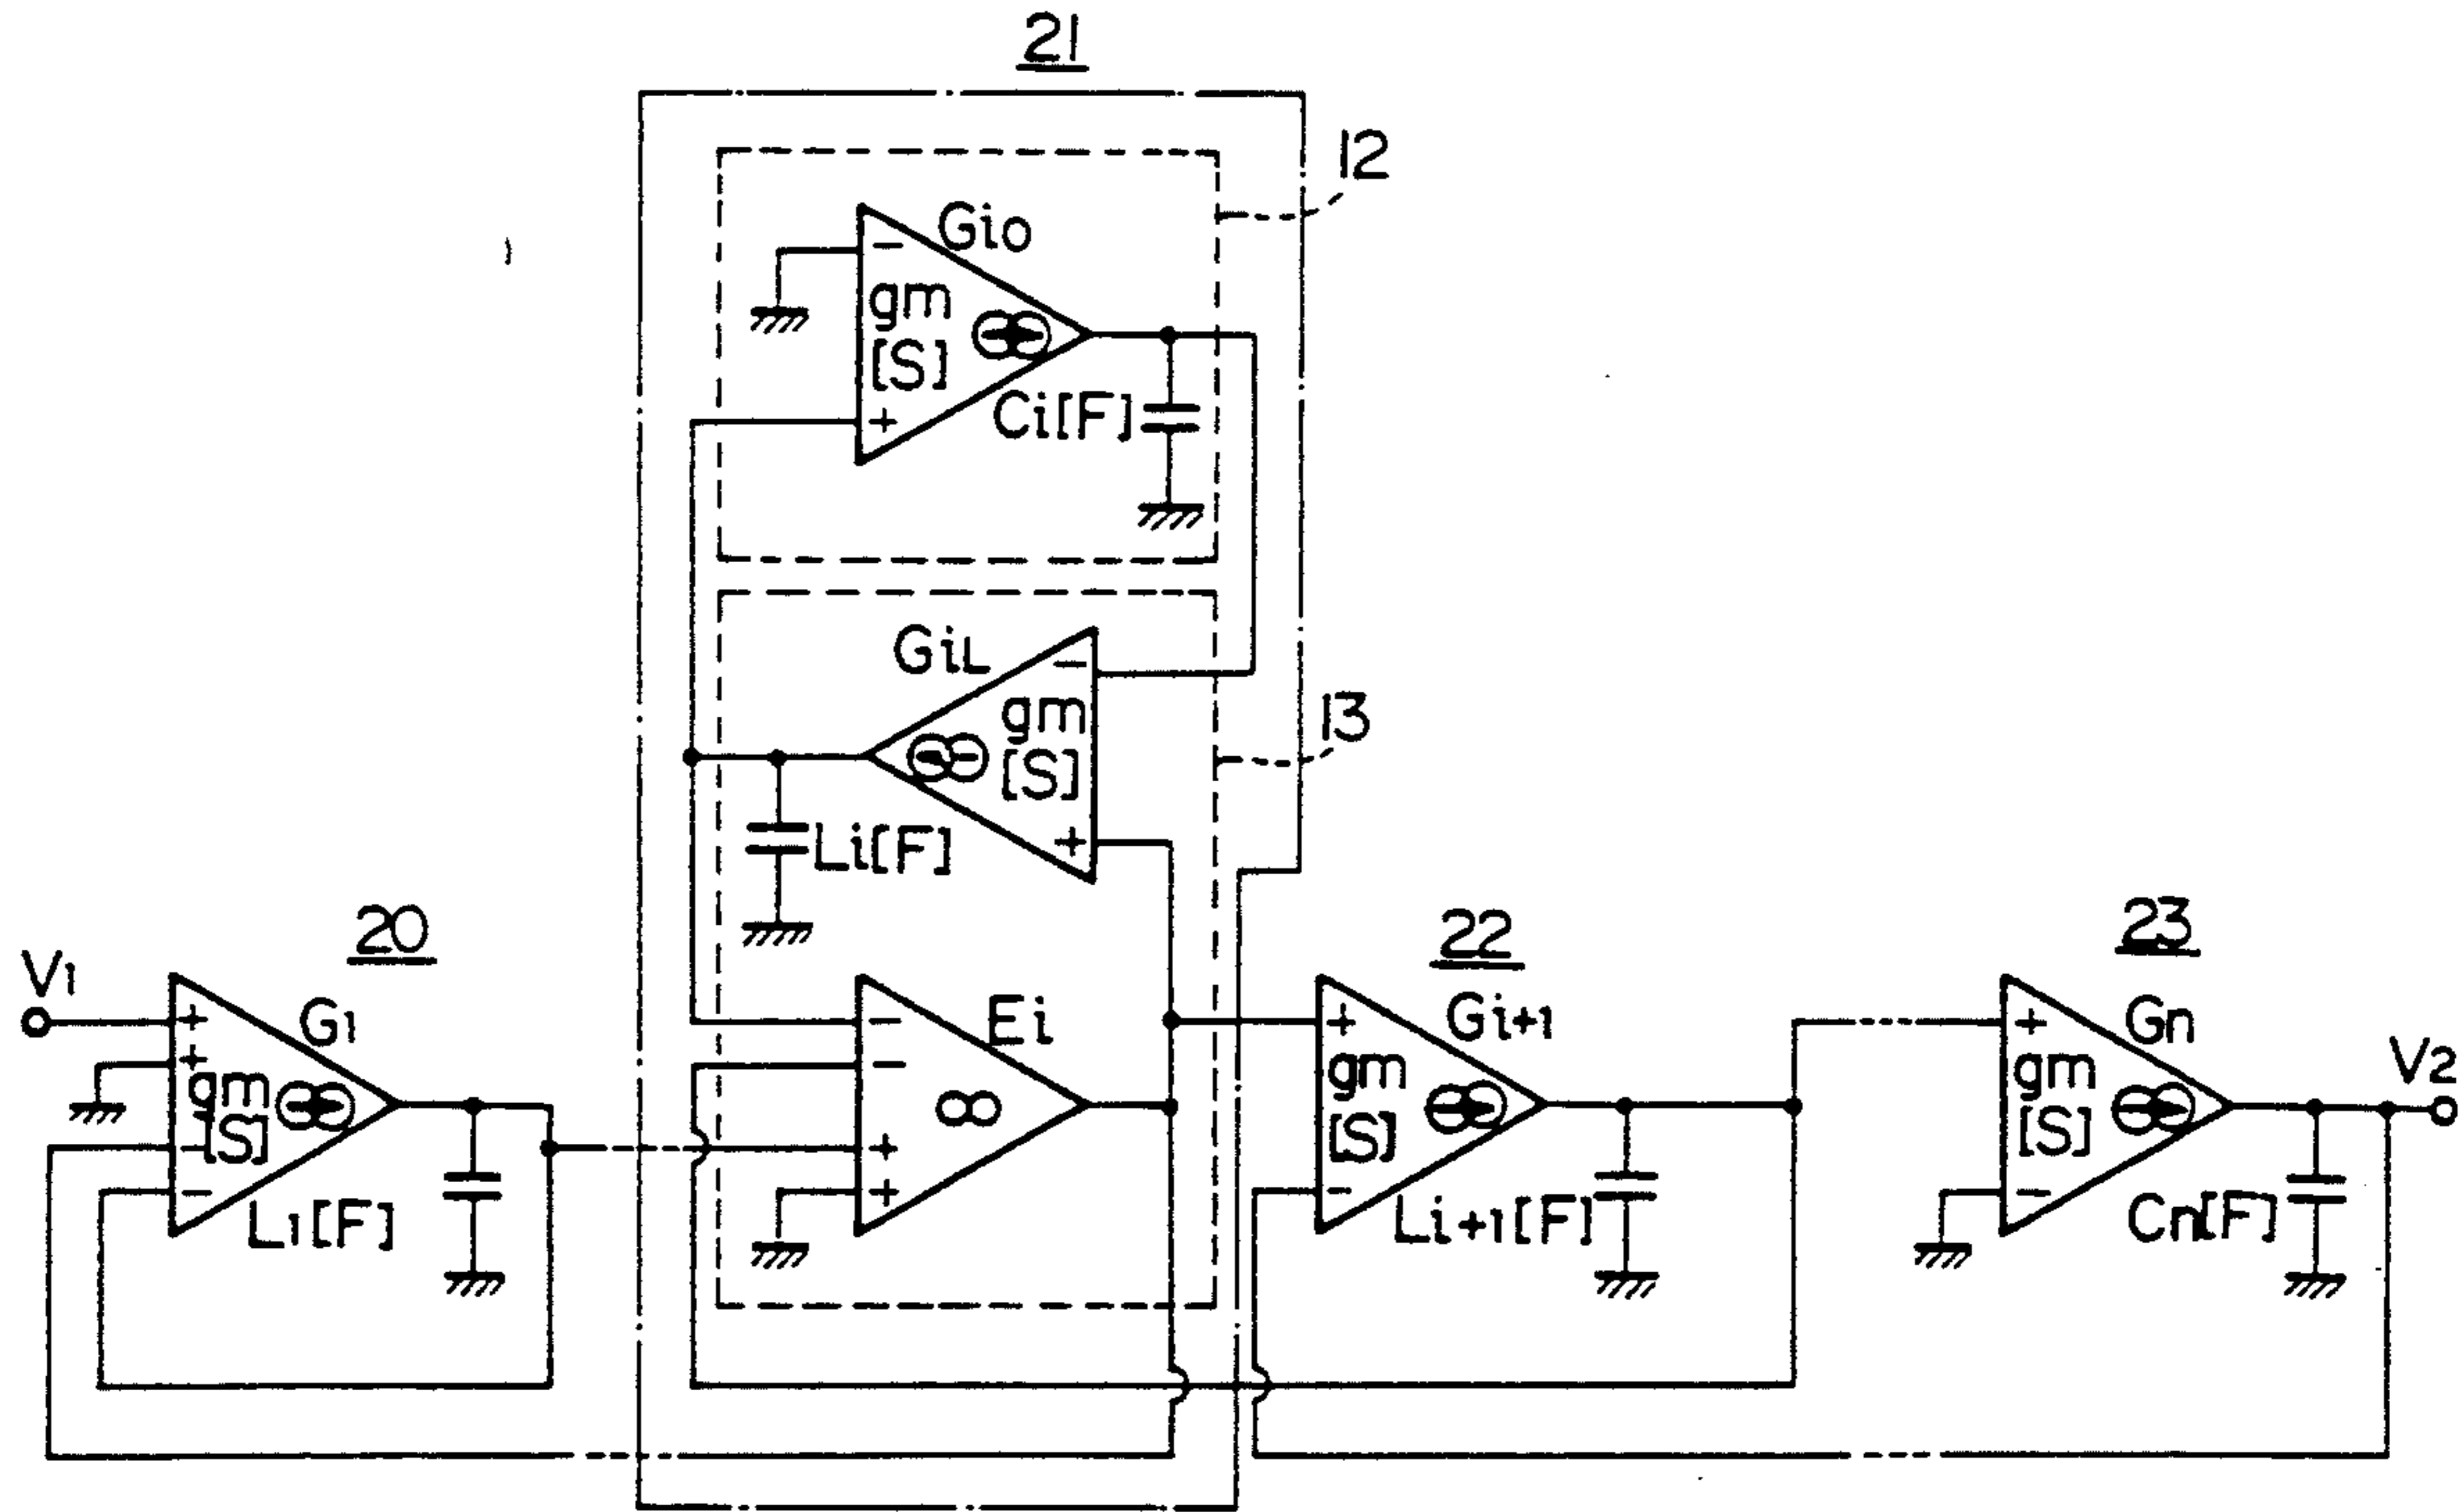 21
12
Gio
-
gm
[S]
+
Ci[F]
GiL
-
gm
[S]
+
13
Li[F]
20
V1
G1
+
+
gm
[S]
-
-
L1[F]
Ei
-
-
∞
+
+
22
Gi+1
+
gm
[S]
-
Li+1[F]
23
Gn
+
gm
[S]
-
Cn[F]
V2